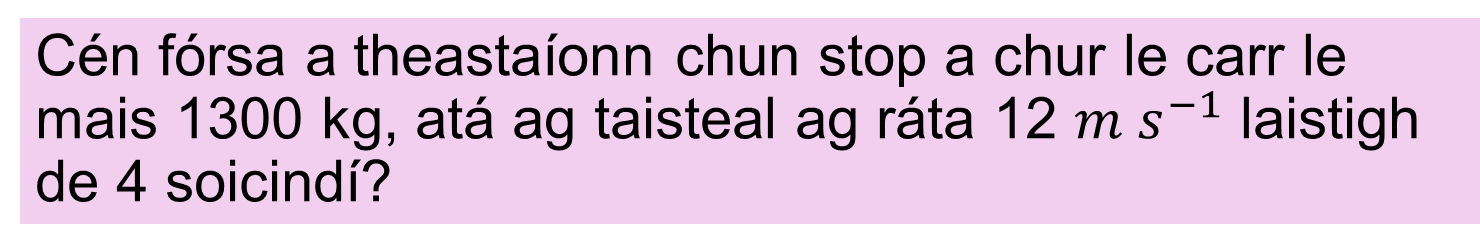 Cén fórsa a theastaíonn chun stop a chur le carr le
mais 1300 kg, atá ag taisteal ag ráta 12 𝑚 𝑠⁻¹ laistigh
de 4 soicindí?